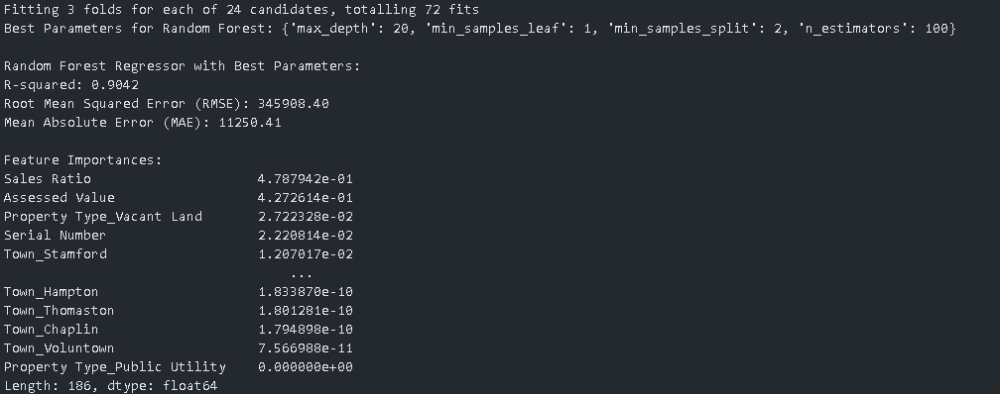 Fitting 3 folds for each of 24 candidates, totalling 72 fits
Best Parameters for Random Forest: {'max_depth': 20, 'min_samples_leaf': 1, 'min_samples_split': 2, 'n_estimators': 100}
Random Forest Regressor with Best Parameters:
R-squared: 0.9042
Root Mean Squared Error (RMSE): 345908.40
Mean Absolute Error (MAE): 11250.41
Feature Importances:
Sales Ratio 4.787942e-01
Assessed Value 4.272614e-01
Property Type_Vacant Land 2.722328e-02
Serial Number 2.220814e-02
Town_Stamford 1.207017e-02
...
Town_Hampton 1.833870e-10
Town_Thomaston 1.801281e-10
Town_Chaplin 1.794898e-10
Town_Voluntown 7.566988e-11
Property Type_Public Utility 0.000000e+00
Length: 186, dtype: float64